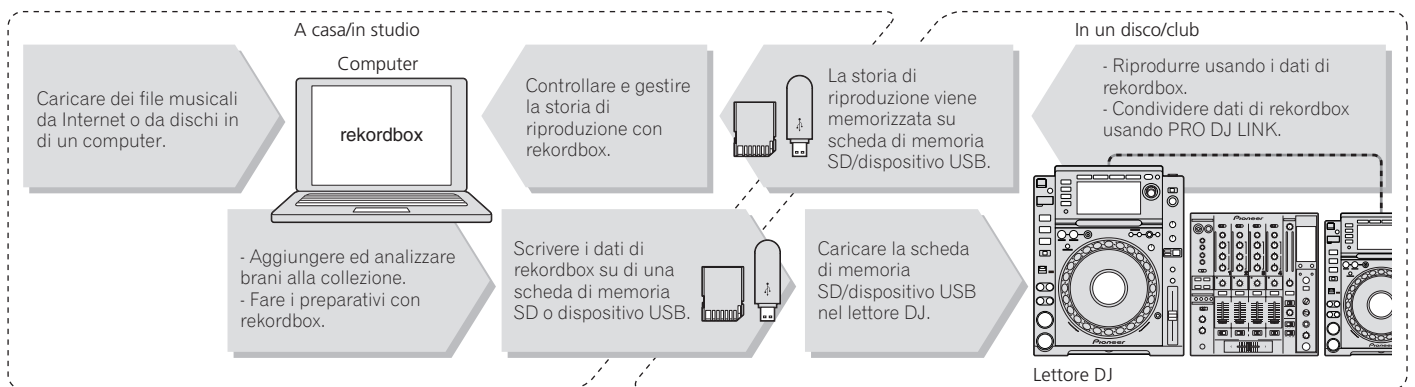 A casa/in studio
In un disco/club
Caricare dei file musicali
da Internet o da dischi in
di un computer.
Computer
rekordbox
Controllare e gestire
la storia di
riproduzione con
rekordbox.
La storia di
riproduzione viene
memorizzata su
scheda di memoria
SD/dispositivo USB.
- Riprodurre usando i dati di
rekordbox.
- Condividere dati di rekordbox
usando PRO DJ LINK.
- Aggiungere ed analizzare
brani alla collezione.
- Fare i preparativi con
rekordbox.
Scrivere i dati di
rekordbox su di una
scheda di memoria
SD o dispositivo USB.
Caricare la scheda
di memoria
SD/dispositivo USB
nel lettore DJ.
Pioneer
Pioneer
Lettore DJ